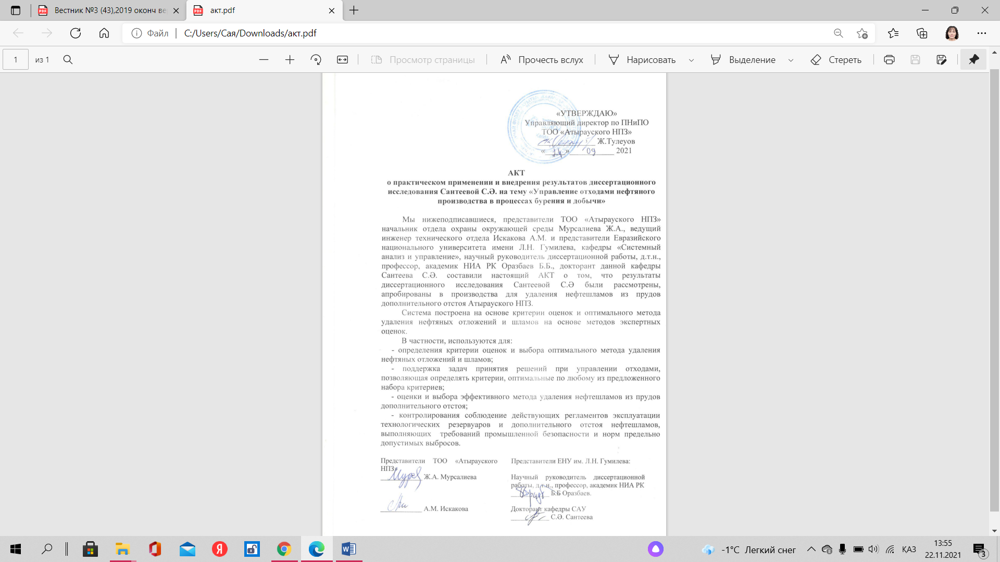 Вестник №3 (43),2019 оконч ве
акт.pdf
Файл
C:/Users/Сая/Downloads/акт.pdf
1
из 1
Просмотр страницы
Прочесть вслух
Нарисовать
Выделение
Стереть
«УТВЕРЖДАЮ»
Управляющий директор по ПНиПО
ТОО «Атырауского НПЗ»
Ж.Тулеуов
«24» 09 2021
АКТ
о практическом применении и внедрения результатов диссертационного
исследования Сантеевой С.Ә. на тему «Управление отходами нефтяного
производства в процессах бурения и добычи»
Мы нижеподписавшиеся, представители ТОО «Атырауского НПЗ»
начальник отдела охраны окружающей среды Мурсалиева Ж.А., ведущий
инженер технического отдела Искакова А.М. и представители Евразийского
национального университета имени Л.Н. Гумилева, кафедры «Системный
анализ и управление», научный руководитель диссертационной работы, д.т.н.,
профессор, академик НИА РК Оразбаев Б.Б., докторант данной кафедры
Сантеева С.Ә. составили настоящий АКТ о том, что результаты
диссертационного исследования Сантеевой С.Ә были рассмотрены,
апробированы в производства для удаления нефтешламов из прудов
дополнительного отстоя Атырауского НПЗ.
Система построена на основе критерии оценок и оптимального метода
удаления нефтяных отложений и шламов на основе методов экспертных
оценок.
В частности, используются для:
- определения критерии оценок и выбора оптимального метода удаления
нефтяных отложений и шламов;
- поддержка задач принятия решений при управлении отходами,
позволяющая определять критерии, оптимальные по любому из предложенного
набора критериев;
- оценки и выбора эффективного метода удаления нефтешламов из прудов
дополнительного отстоя;
- контролирования соблюдение действующих регламентов эксплуатации
технологических резервуаров и дополнительного отстоя нефтешламов,
выполняющих требований промышленной безопасности и норм предельно
допустимых выбросов.
Представители ТОО «Атырауского
НПЗ»
Ж.А. Мурсалиева
А.М. Искакова
Представители ЕНУ им. Л.Н. Гумилева:
Научный руководитель диссертационной
работы, д.т.н., профессор, академик НИА РК
Б.Б Оразбаев.
Докторант кафедры САУ
С.Ә. Сантеева
-1°C Легкий снег
ҚАЗ
13:55
22.11.2021
3